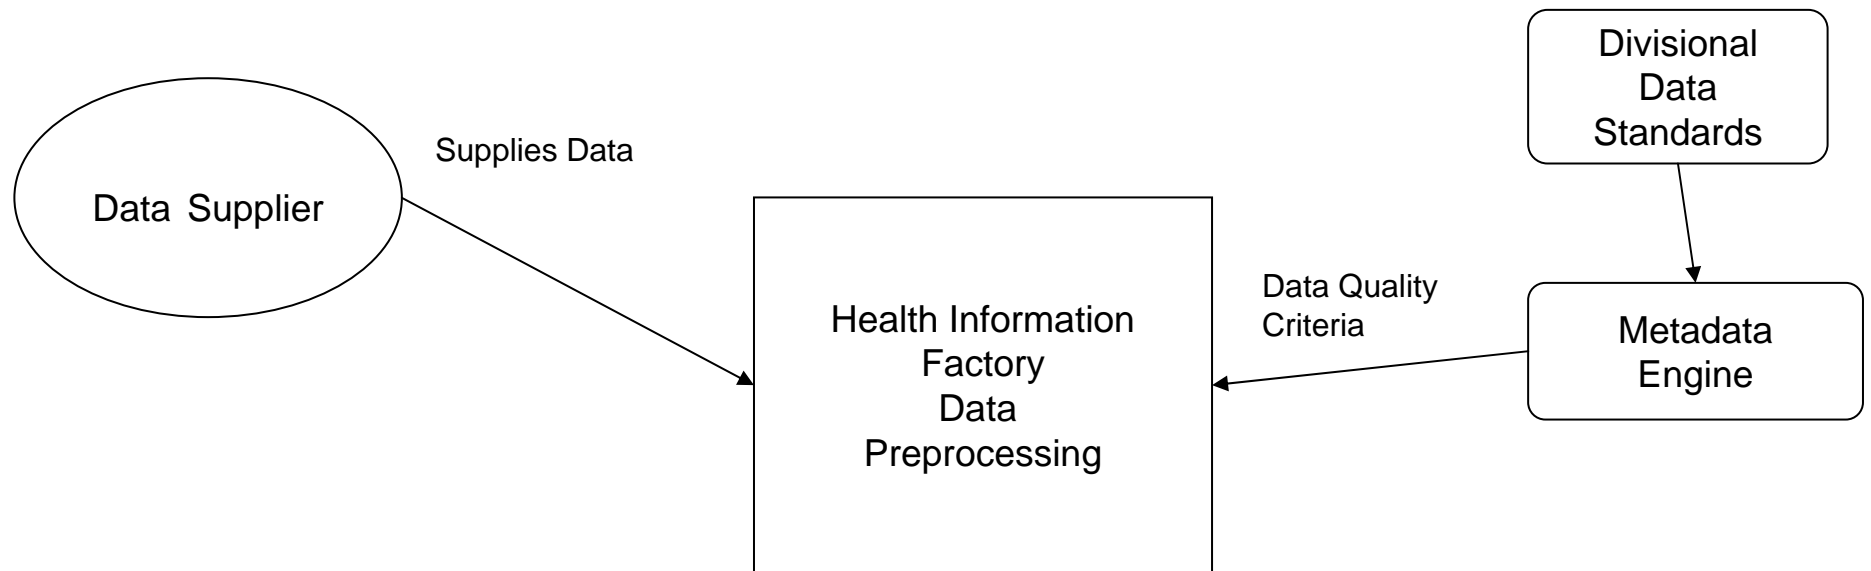 Data Supplier
Supplies Data
Health Information
Factory
Data
Preprocessing
Data Quality
Criteria
Divisional
Data
Standards
Metadata
Engine